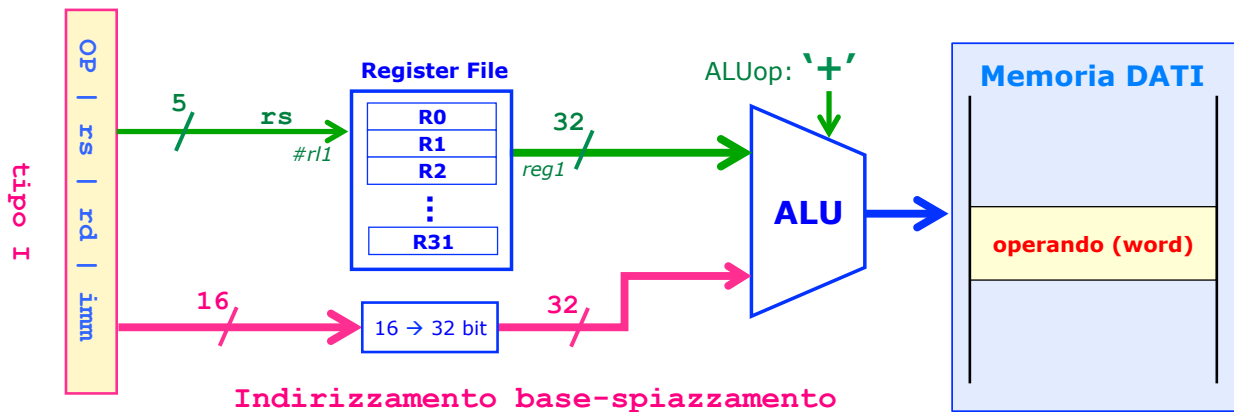 tipo I
OP | rs | rd | imm
5
rs
#rl1
Register File
R0
R1
R2
⋮
R31
32
reg1
ALUop: ‘+’
ALU
Memoria DATI
operando (word)
16
16 → 32 bit
32
Indirizzamento base-spiazzamento